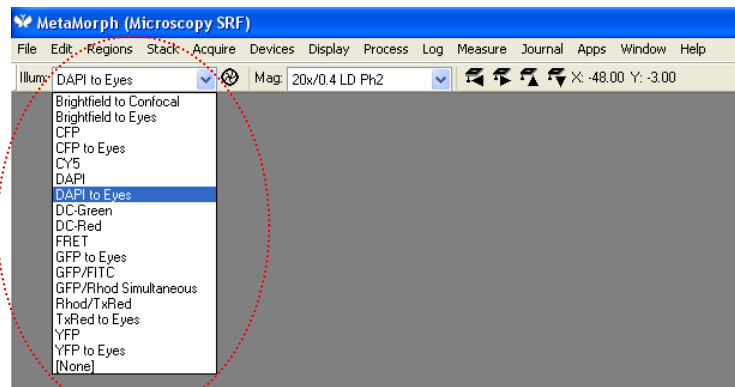 MetaMorph (Microscopy SRF)
File Edit Regions Stack Acquire Devices Display Process Log Measure Journal Apps Window Help
Illum: DAPI to Eyes Mag: 20x/0.4 LD Ph2 X: -48.00 Y: -3.00
Brightfield to Confocal
Brightfield to Eyes
CFP
CFP to Eyes
CY5
DAPI
DAPI to Eyes
DC-Green
DC-Red
FRET
GFP to Eyes
GFP/FITC
GFP/Rhod Simultaneous
Rhod/TxRed
TxRed to Eyes
YFP
YFP to Eyes
[None]